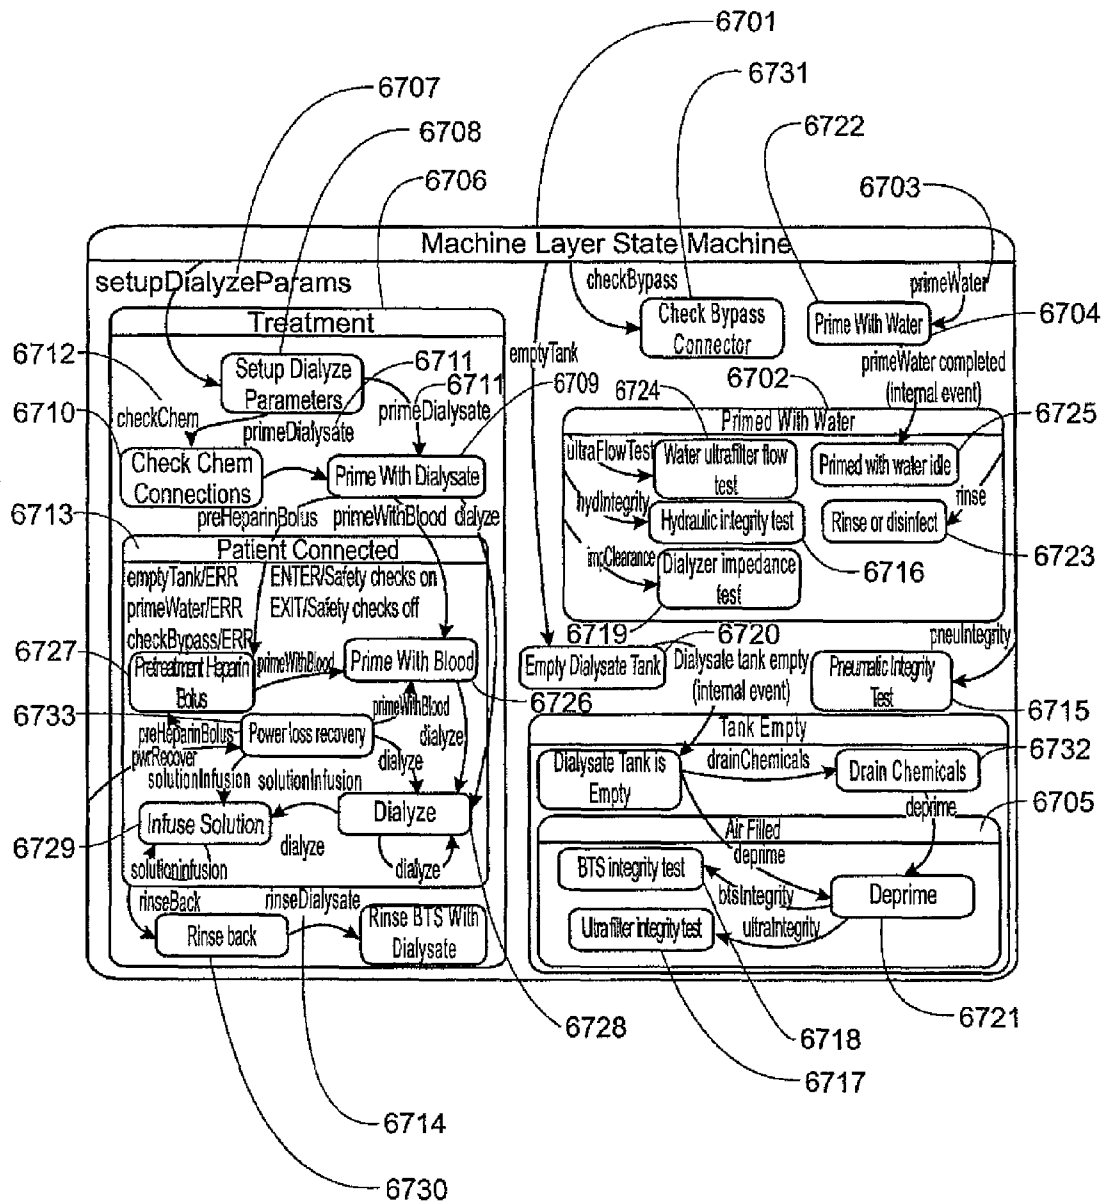 6701
6731
6707
6722
6708
6703
6706
Machine Layer State Machine
setupDialyzeParams
checkBypass
primeWater
Treatment
Check Bypass
Connector
Prime With Water
6704
6712
emptyTank
primeWater completed
(internal event)
Setup Dialyze
Parameters
6711
6711
6709
6702
6724
6710
checkChem
primeDialysate
primeDialysate
Primed With Water
6725
ultraFlowTest
Water ultrafilter flow
test
Primed with water idle
Check Chem
Connections
Prime With Dialysate
rinse
hydIntegrity
6713
preHeparinBolus
primeWithBlood
dialyze
Hydraulic integrity test
Rinse or disinfect
Patient Connected
impClearance
Dialyzer impedance
test
6716
6723
emptyTank/ERR
ENTER/Safety checks on
primeWater/ERR
EXIT/Safety checks off
checkBypass/ERR
6719
6720
pneuIntegrity
6727
Pretreatment Heparin
Bolus
primeWithBlood
Prime With Blood
Empty Dialysate Tank
Dialysate tank empty
(internal event)
Pneumatic Integrity
Test
6733
primeWithBlood
6726
6715
preHeparinBolus
Power loss recovery
dialyze
Tank Empty
pwrRecover
dialyze
6732
solutionInfusion
solutionInfusion
Dialysate Tank is
Empty
drainChemicals
Drain Chemicals
6705
deprime
Infuse Solution
Dialyze
Air Filled
6729
dialyze
deprime
solutioninfusion
dialyze
BTS integrity test
btsIntegrity
Deprime
rinseBack
rinseDialysate
Rinse back
Rinse BTS With
Dialysate
Ultrafilter integrity test
ultraIntegrity
6728
6718
6721
6717
6714
6730